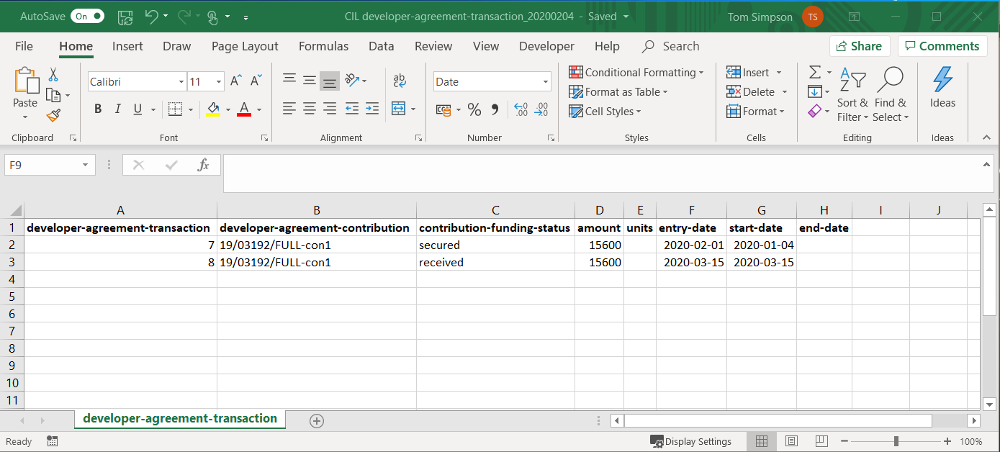 AutoSave On CIL developer-agreement-transaction_20200204 - Saved Tom Simpson TS
File Home Insert Draw Page Layout Formulas Data Review View Developer Help Search Share Comments
Paste
Calibri 11 A A
B I U A
ab c
Date
% 9 .00 .00 .0
Conditional Formatting
Format as Table
Cell Styles
Insert
Delete
Format
Sort & Filter
Find & Select
Ideas
Clipboard Font Alignment Number Styles Cells Editing Ideas
F9 fx
A B C D E F G H I J
1 developer-agreement-transaction developer-agreement-contribution contribution-funding-status amount units entry-date start-date end-date
2 7 19/03192/FULL-con1 secured 15600 2020-02-01 2020-01-04
3 8 19/03192/FULL-con1 received 15600 2020-03-15 2020-03-15
4
5
6
7
8
9
10
11
developer-agreement-transaction
Ready Display Settings 100%